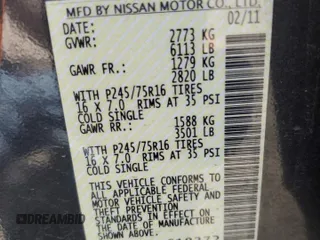 MFD BY NISSAN MOTOR CO., LTD.
DATE: 02/11
GVWR: 2773 KG
6113 LB
GAWR FR.: 1279 KG
2820 LB
WITH P245/75R16 TIRES
16 X 7.0 RIMS AT 35 PSI
COLD SINGLE
GAWR RR.: 1588 KG
3501 LB
WITH P245/75R16 TIRES
16 X 7.0 RIMS AT 35 PSI
COLD SINGLE
THIS VEHICLE CONFORMS TO
ALL APPLICABLE FEDERAL
MOTOR VEHICLE SAFETY AND
THEFT PREVENTION
STANDARDS IN EFFECT ON
THE DATE OF MANUFACTURE
DREAMBID